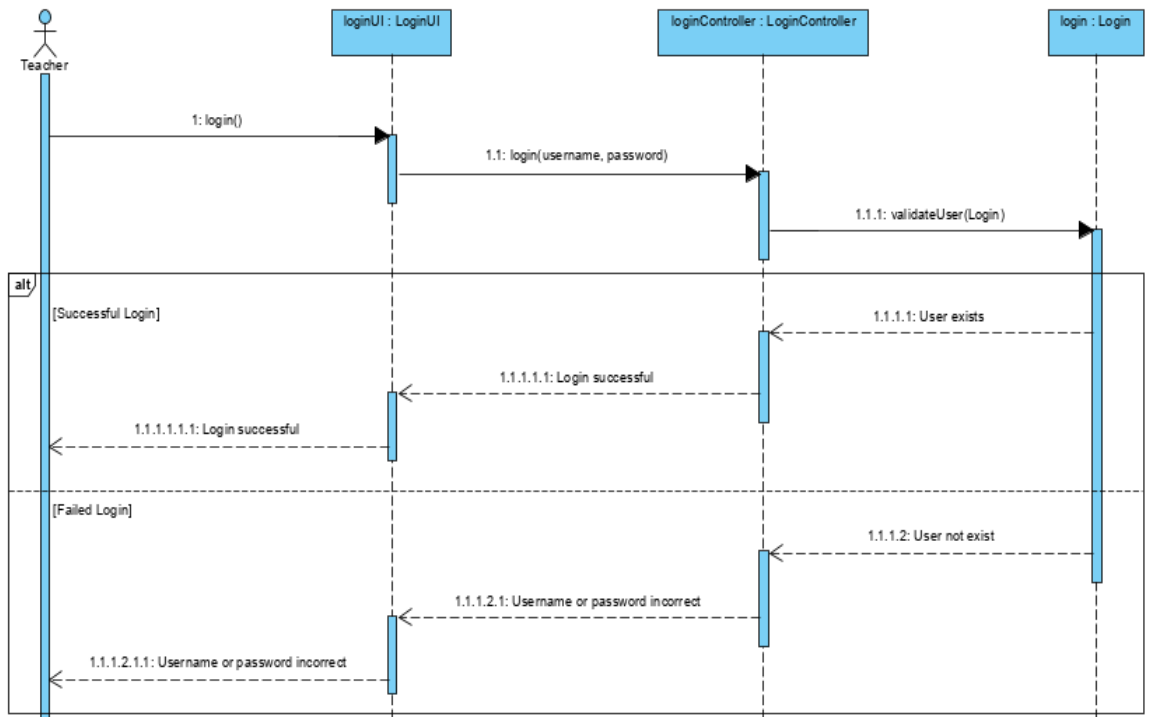 loginUI : LoginUI
loginController : LoginController
login : Login
Teacher
1: login()
1.1: login(username, password)
1.1.1: validateUser(Login)
alt
[Successful Login]
1.1.1.1: User exists
1.1.1.1.1: Login successful
1.1.1.1.1.1: Login successful
[Failed Login]
1.1.1.2: User not exist
1.1.1.2.1: Username or password incorrect
1.1.1.2.1.1: Username or password incorrect